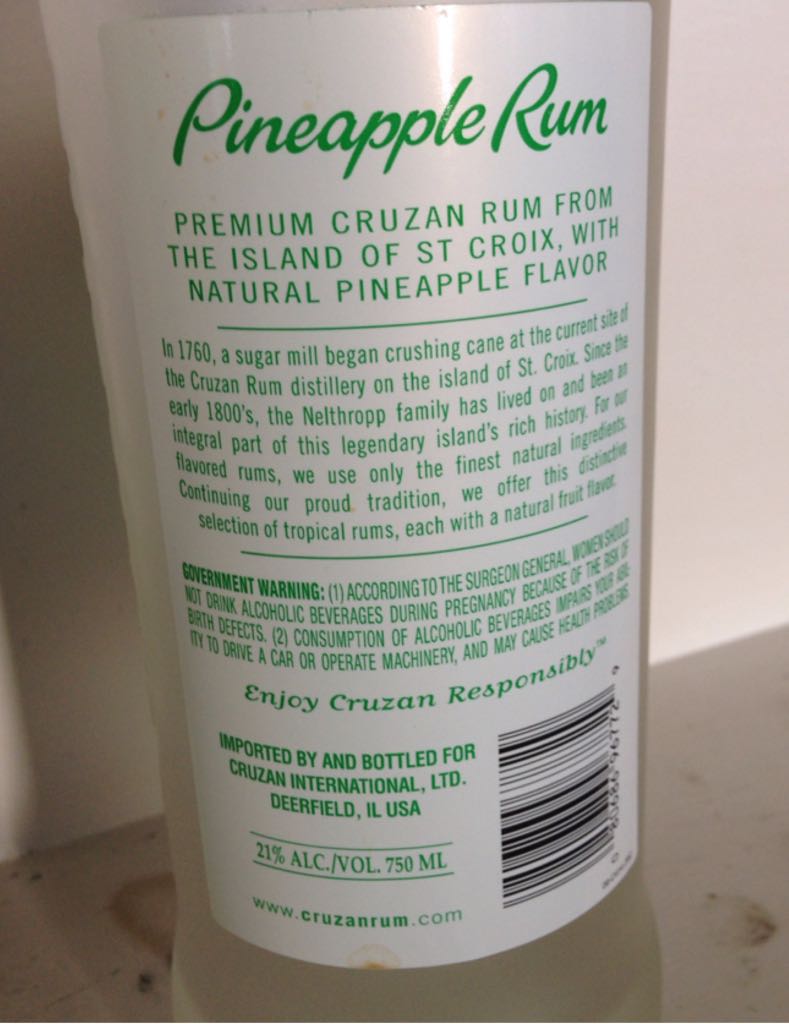 Pineapple Rum
PREMIUM CRUZAN RUM FROM
THE ISLAND OF ST CROIX, WITH
NATURAL PINEAPPLE FLAVOR
In 1760, a sugar mill began crushing cane at the current site of
the Cruzan Rum distillery on the island of St. Croix. Since the
early 1800's, the Nelthropp family has lived on and been an
integral part of this legendary island's rich history. For our
flavored rums, we use only the finest natural ingredients.
Continuing our proud tradition, we offer this distinctive
selection of tropical rums, each with a natural fruit flavor.
GOVERNMENT WARNING: (1) ACCORDING TO THE SURGEON GENERAL, WOMEN SHOULD
NOT DRINK ALCOHOLIC BEVERAGES DURING PREGNANCY BECAUSE OF THE RISK OF
BIRTH DEFECTS. (2) CONSUMPTION OF ALCOHOLIC BEVERAGES IMPAIRS YOUR ABIL-
ITY TO DRIVE A CAR OR OPERATE MACHINERY, AND MAY CAUSE HEALTH PROBLEMS.
Enjoy Cruzan Responsibly™
IMPORTED BY AND BOTTLED FOR
CRUZAN INTERNATIONAL, LTD.
DEERFIELD, IL USA
21% ALC./VOL. 750 ML
www.cruzanrum.com